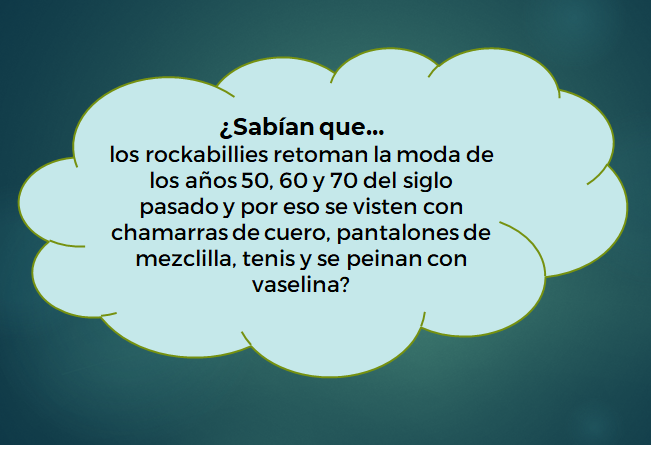 ¿Sabían que...
los rockabillies retoman la moda de
los años 50, 60 y 70 del siglo
pasado y por eso se visten con
chamarras de cuero, pantalones de
mezclilla, tenis y se peinan con
vaselina?